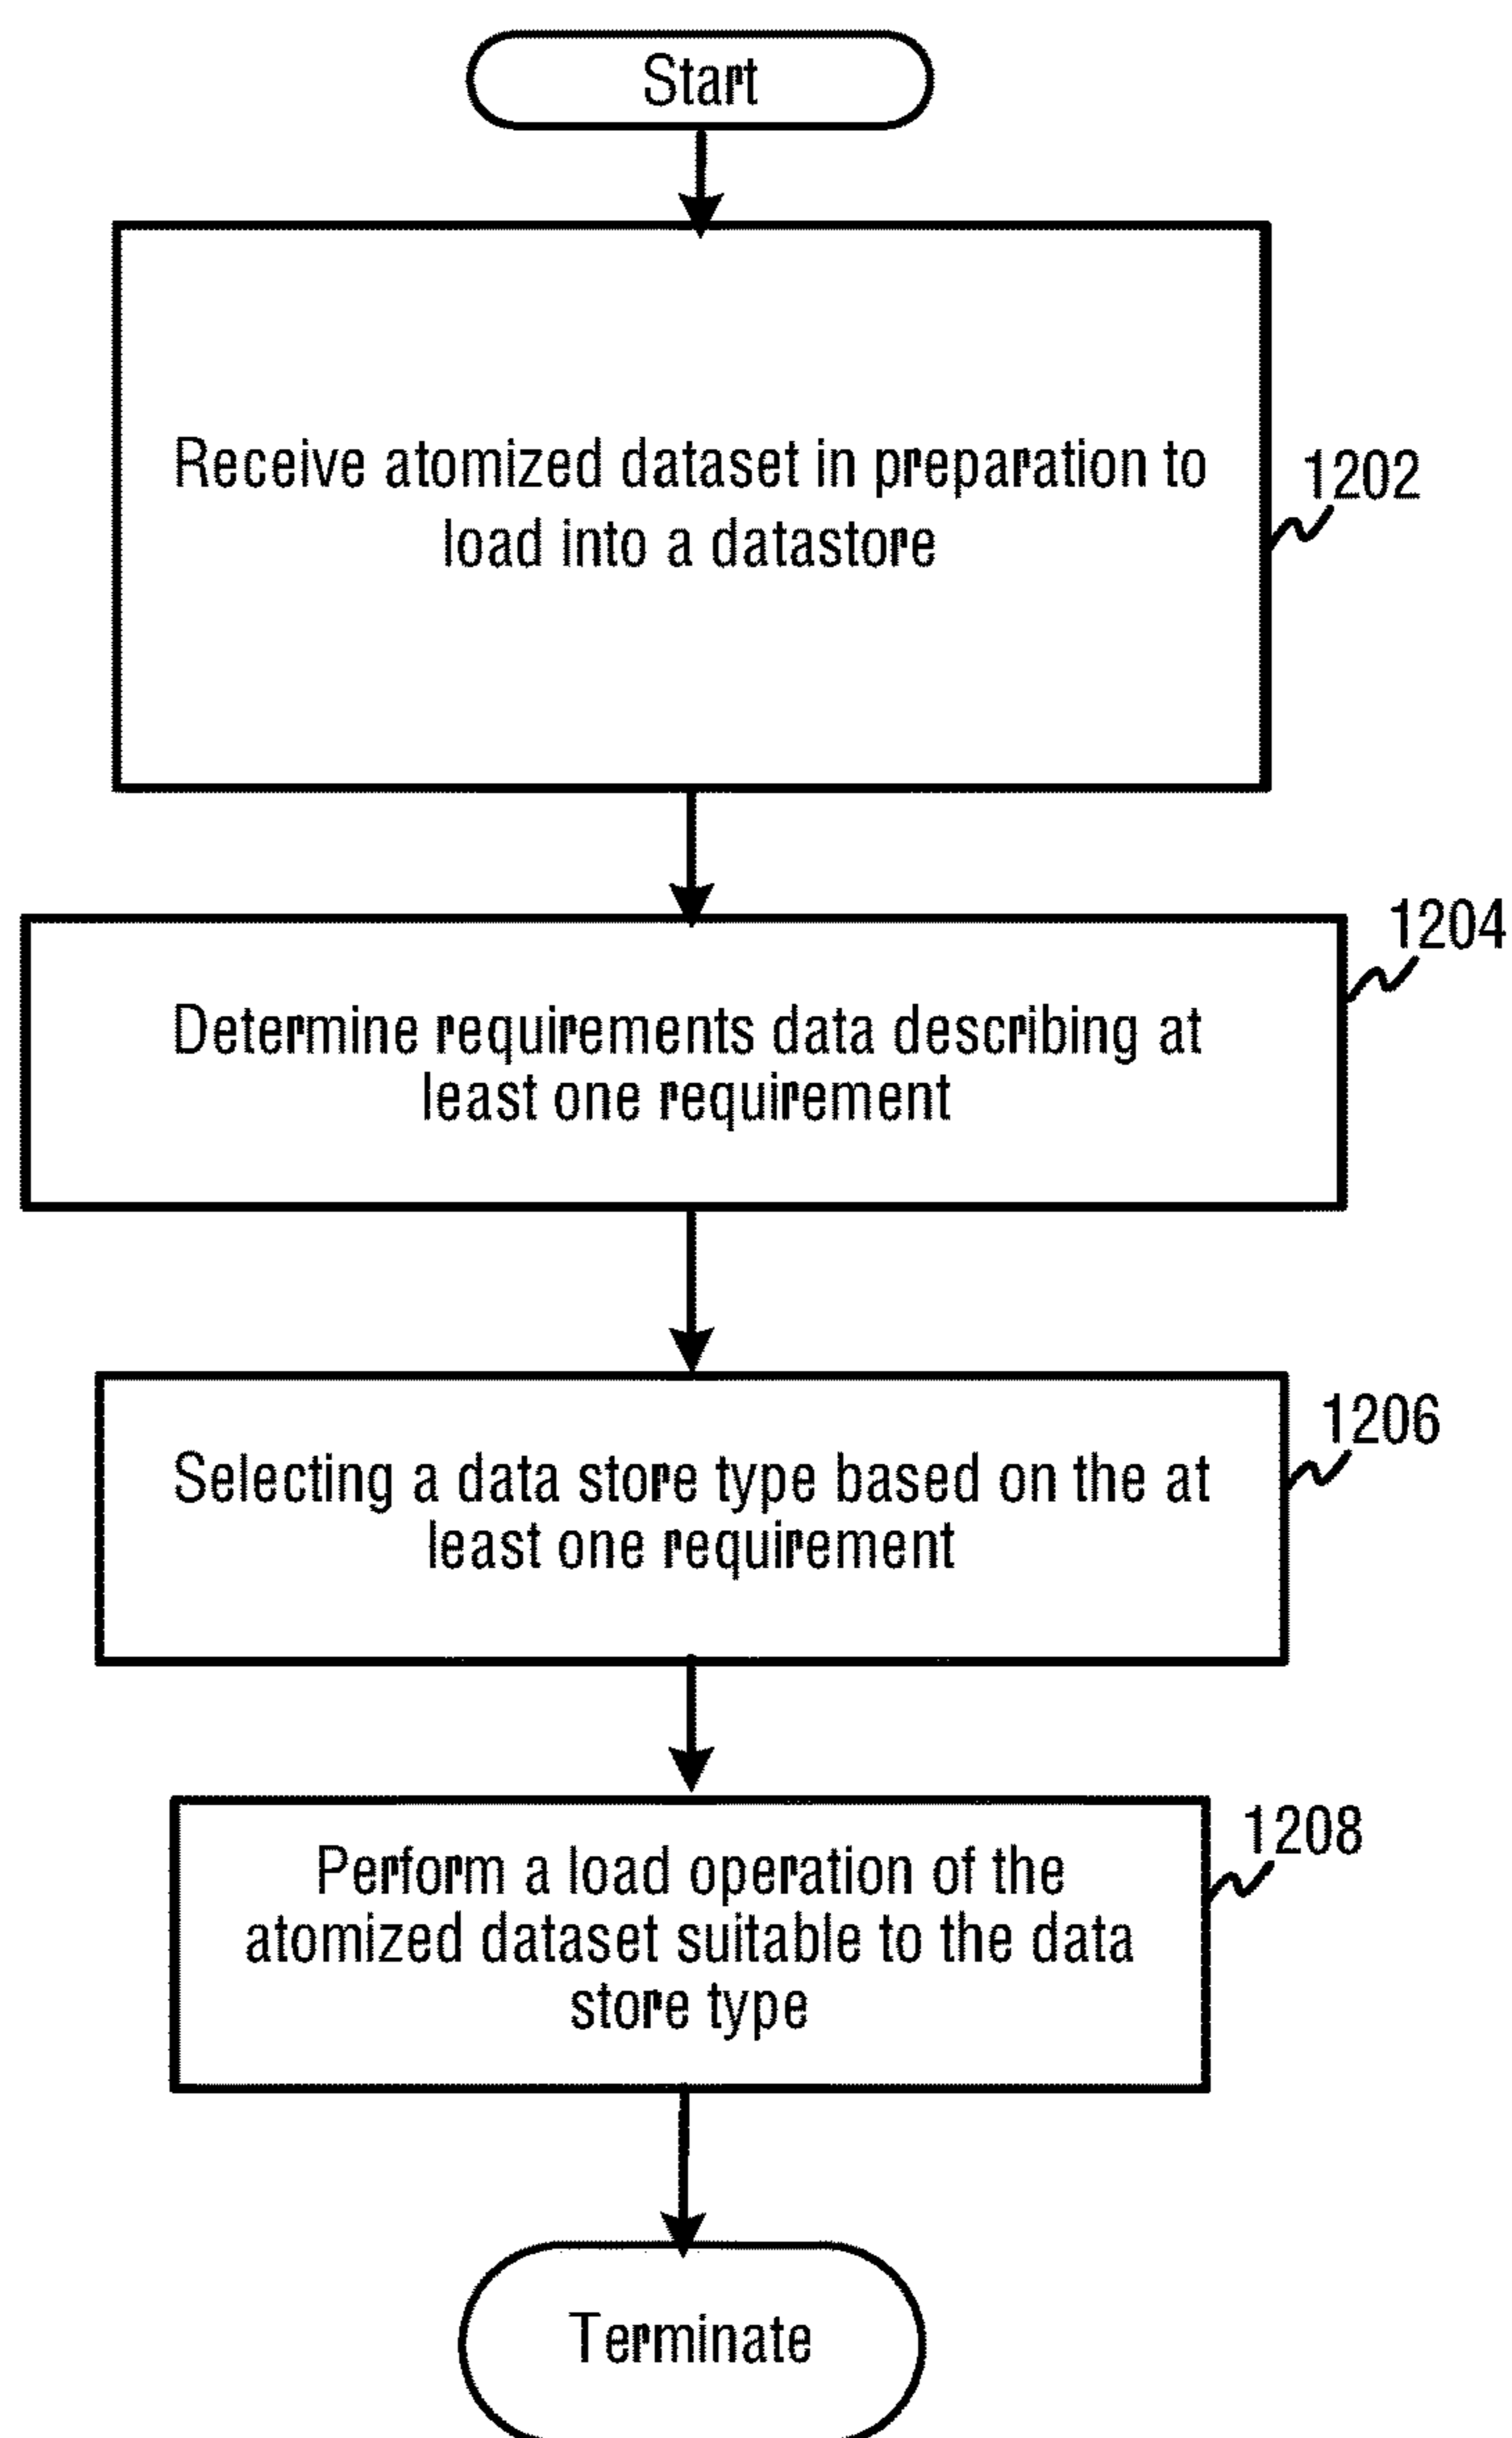 Start
Receive atomized dataset in preparation to
load into a datastore
1202
1204
Determine requirements data describing at
least one requirement
1206
Selecting a data store type based on the at
least one requirement
1208
Perform a load operation of the
atomized dataset suitable to the data
store type
Terminate